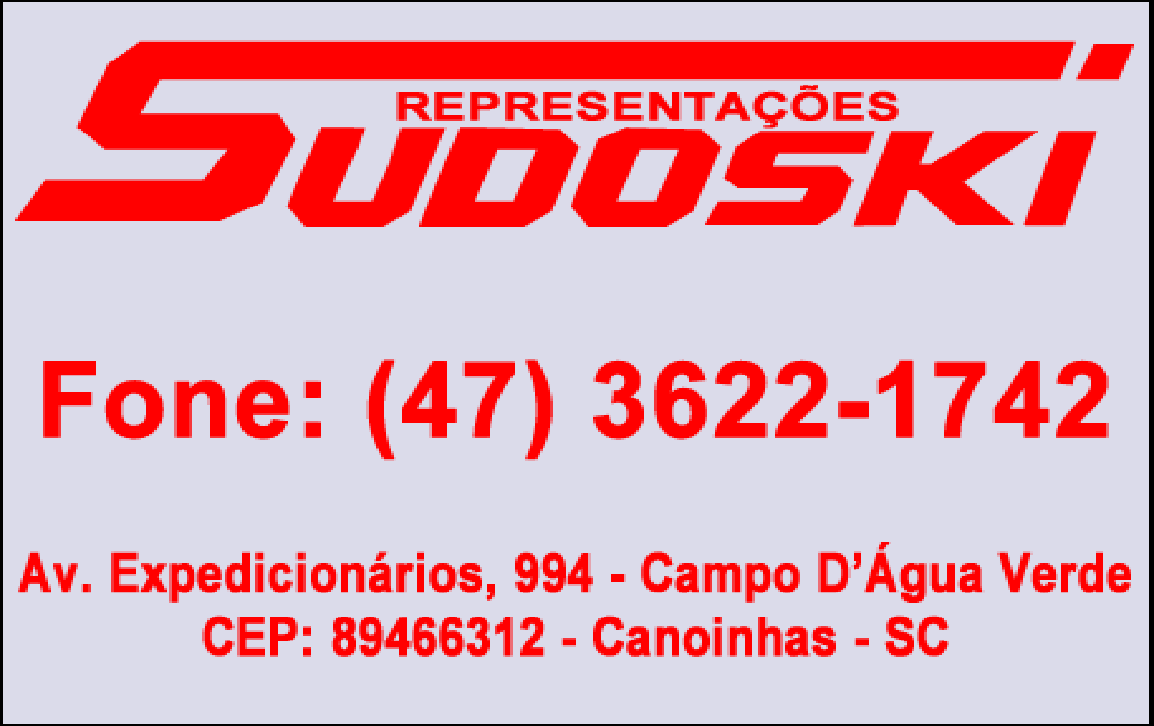 REPRESENTAÇÕES
SUDOSKI
Fone: (47) 3622-1742
Av. Expedicionários, 994 - Campo D’Água Verde
CEP: 89466312 - Canoinhas - SC